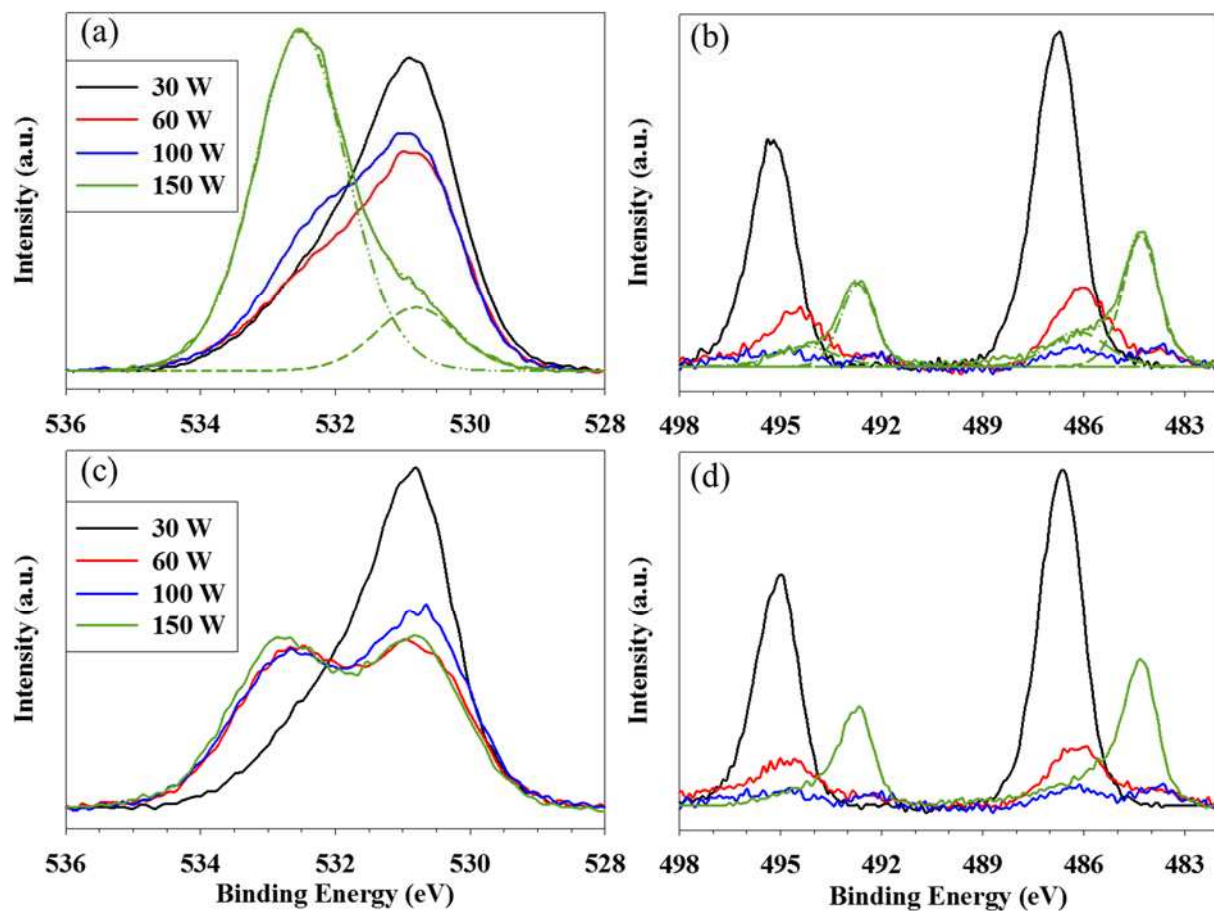 (a)
30 W
60 W
100 W
150 W
Intensity (a.u.)
536 534 532 530 528
(b)
Intensity (a.u.)
498 495 492 489 486 483
(c)
30 W
60 W
100 W
150 W
Intensity (a.u.)
536 534 532 530 528
Binding Energy (eV)
(d)
Intensity (a.u.)
498 495 492 489 486 483
Binding Energy (eV)